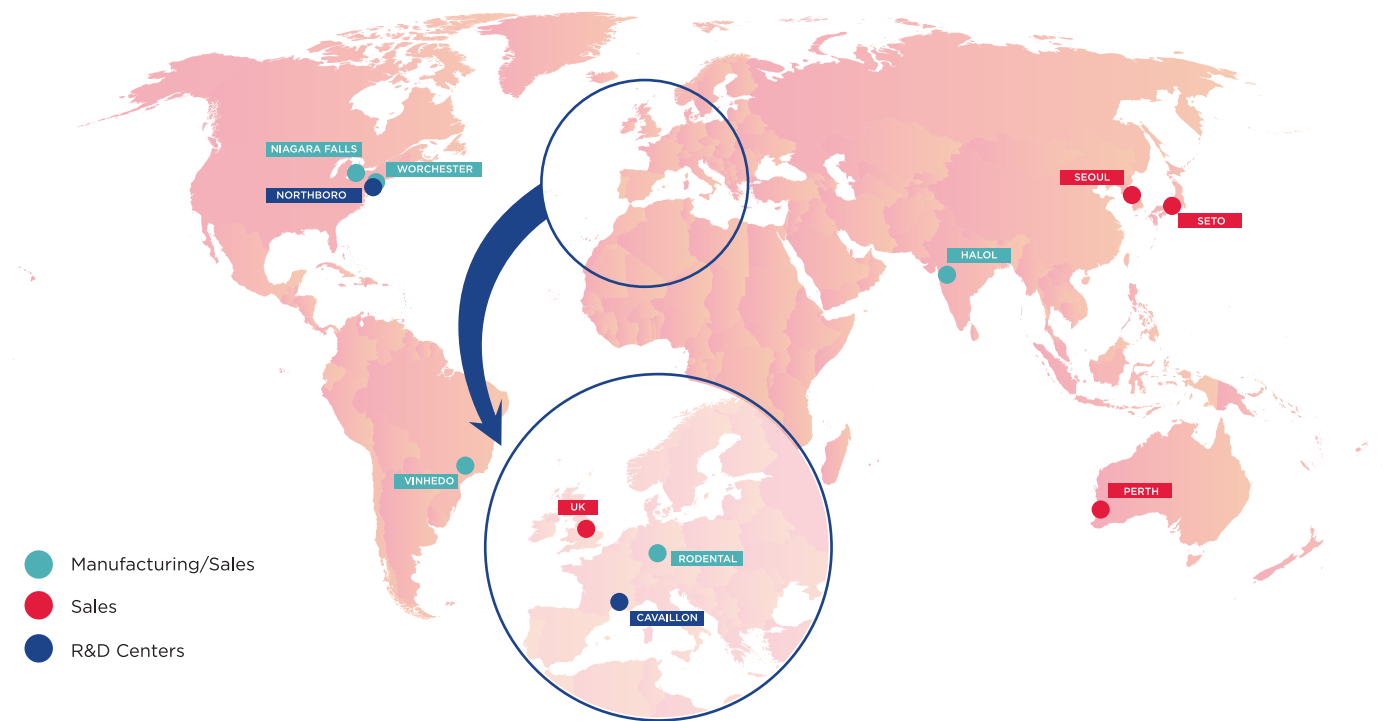 NIAGARA FALLS
WORCHESTER
NORTHBORO
SEOUL
SETO
HALOL
VINHEDO
PERTH
UK
RODENTAL
CAVAILLON
Manufacturing/Sales
Sales
R&D Centers